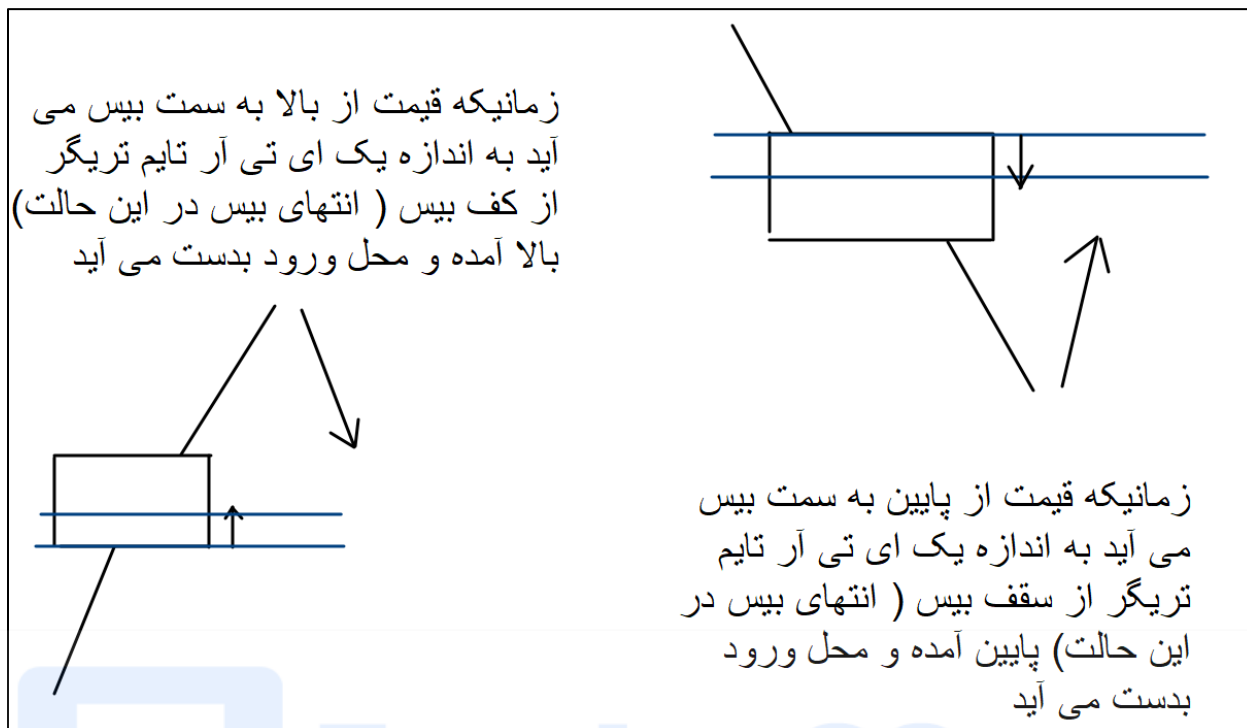 زمانیکه قیمت از بالا به سمت بیس می
آید به اندازه یک ای تی آر تایم تریگر
از کف بیس ( انتهای بیس در این حالت)
بالا آمده و محل ورود بدست می آید
زمانیکه قیمت از پایین به سمت بیس
می آید به اندازه یک ای تی آر تایم
تریگر از سقف بیس ( انتهای بیس در
این حالت) پایین آمده و محل ورود
بدست می آید